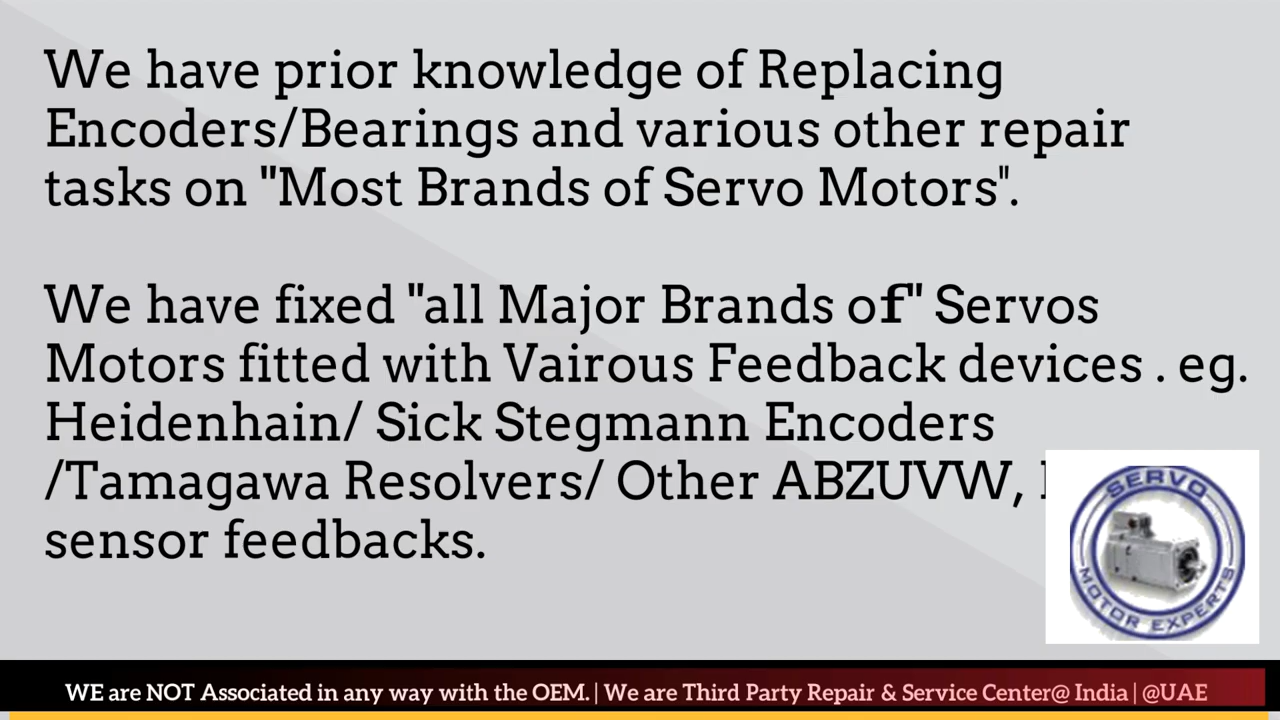 We have prior knowledge of Replacing
Encoders/Bearings and various other repair
tasks on "Most Brands of Servo Motors".
We have fixed "all Major Brands of" Servos
Motors fitted with Vairous Feedback devices . eg.
Heidenhain/ Sick Stegmann Encoders
/Tamagawa Resolvers/ Other ABZUVW,
sensor feedbacks.
SERVO
MOTOR EXPERTS
WE are NOT Associated in any way with the OEM. | We are Third Party Repair & Service Center@ India | @UAE